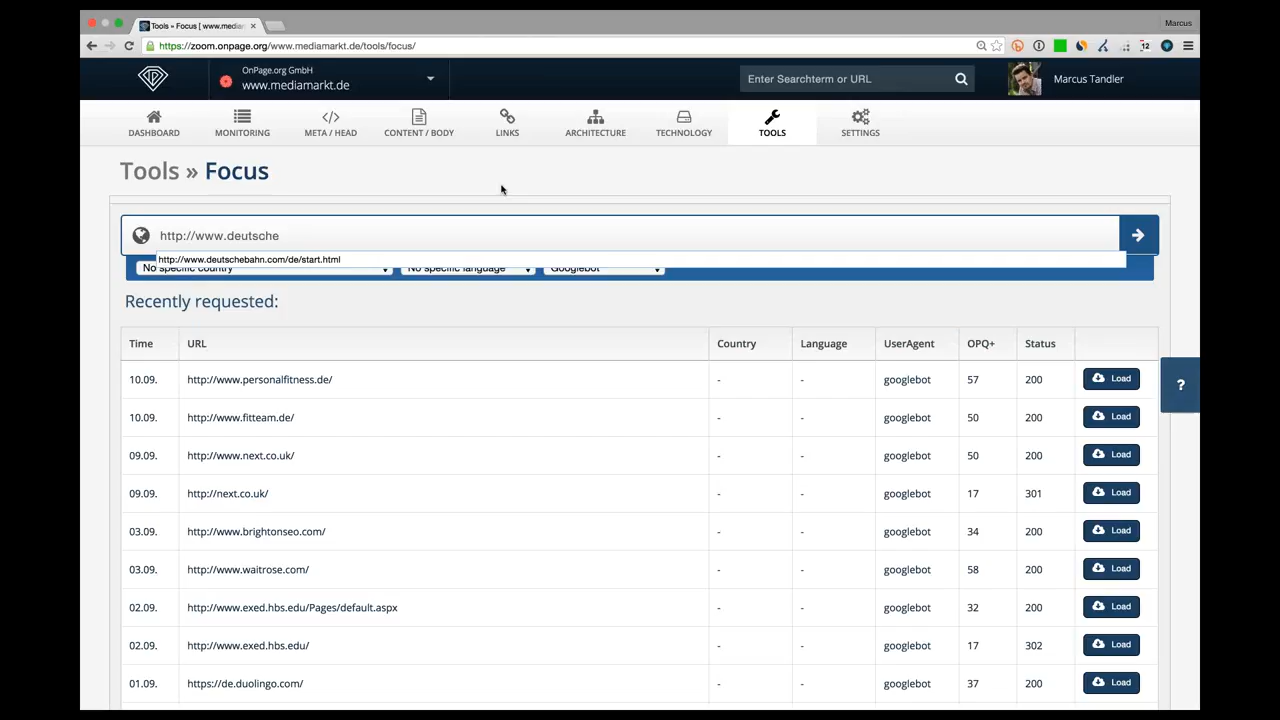 Tools » Focus [ www.media
Marcus
https://zoom.onpage.org/www.mediamarkt.de/tools/focus/
12
OnPage.org GmbH
www.mediamarkt.de
Enter Searchterm or URL
Marcus Tandler
DASHBOARD
MONITORING
META / HEAD
CONTENT / BODY
LINKS
ARCHITECTURE
TECHNOLOGY
TOOLS
SETTINGS
Tools » Focus
http://www.deutsche
http://www.deutschebahn.com/de/start.html
No specific country No specific language Googlebot
Recently requested:
Time URL Country Language UserAgent OPQ+ Status
10.09. http://www.personalfitness.de/ - - googlebot 57 200 Load
10.09. http://www.fitteam.de/ - - googlebot 50 200 Load
09.09. http://www.next.co.uk/ - - googlebot 50 200 Load
09.09. http://next.co.uk/ - - googlebot 17 301 Load
03.09. http://www.brightonseo.com/ - - googlebot 34 200 Load
03.09. http://www.waitrose.com/ - - googlebot 58 200 Load
02.09. http://www.exed.hbs.edu/Pages/default.aspx - - googlebot 32 200 Load
02.09. http://www.exed.hbs.edu/ - - googlebot 17 302 Load
01.09. https://de.duolingo.com/ - - googlebot 37 200 Load
?